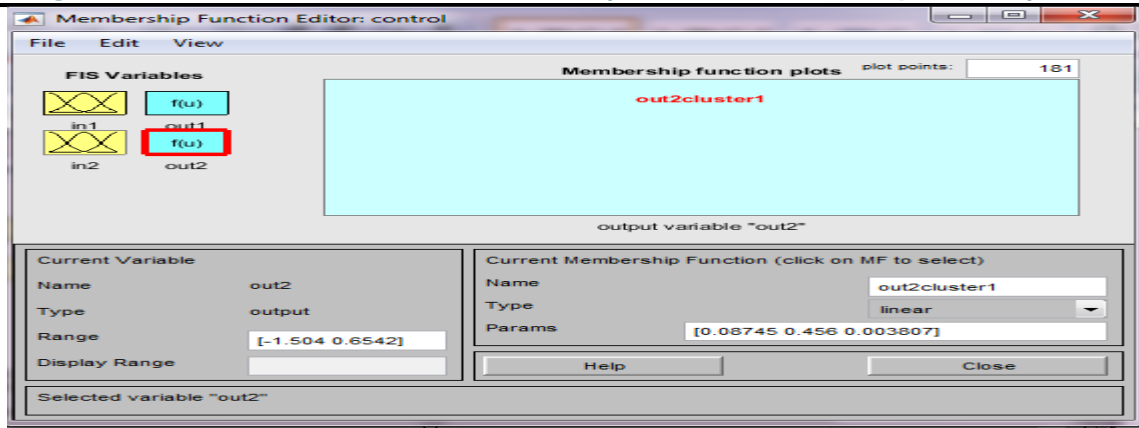 Membership Function Editor: control
File Edit View
FIS Variables
Membership function plots plot points: 181
f(u)
in1 out1
f(u)
in2 out2
out2cluster1
output variable "out2"
Current Variable
Name out2
Type output
Range [-1.504 0.6542]
Display Range
Current Membership Function (click on MF to select)
Name out2cluster1
Type linear
Params [0.08745 0.456 0.003807]
Help Close
Selected variable "out2"